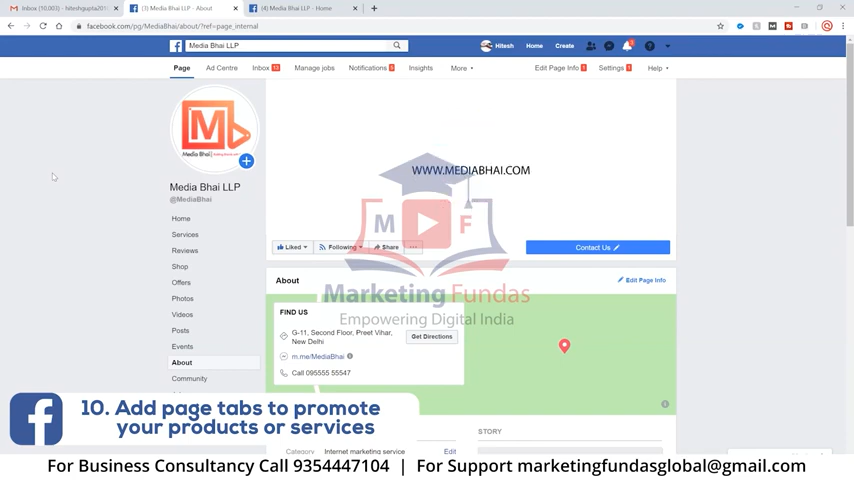 Inbox (10,003) - hiteshgupta201
(3) Media Bhai LLP - About
(4) Media Bhai LLP - Home
facebook.com/pg/MediaBhai/about/?ref=page_internal
Media Bhai LLP
Hitesh
Home
Create
Page
Ad Centre
Inbox
Manage jobs
Notifications
Insights
More
Edit Page Info
Settings
Help
M
Media Bhai
Media Bhai LLP
@MediaBhai
WWW.MEDIABHAI.COM
Home
Services
Reviews
Shop
Offers
Photos
Videos
Posts
Events
About
Community
Liked
Following
Share
Contact Us
M F
Marketing Fundas
Empowering Digital India
About
Edit Page Info
FIND US
G-11, Second Floor, Preet Vihar,
New Delhi
Get Directions
m.me/MediaBhai
Call 095555 55547
STORY
Category
Internet marketing service
Edit
10. Add page tabs to promote
your products or services
For Business Consultancy Call 9354447104 | For Support marketingfundasglobal@gmail.com